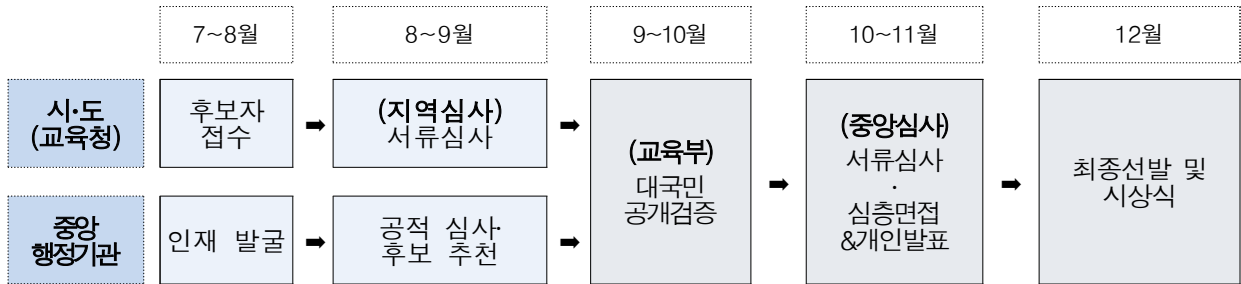 7~8월
8~9월
9~10월
10~11월
12월
시·도
(교육청)
후보자
접수
➡
(지역심사)
서류심사
➡
중앙
행정기관
인재 발굴
➡
공적 심사·
후보 추천
➡
(교육부)
대국민
공개검증
➡
(중앙심사)
서류심사
·
심층면접
&개인발표
➡
최종선발 및
시상식